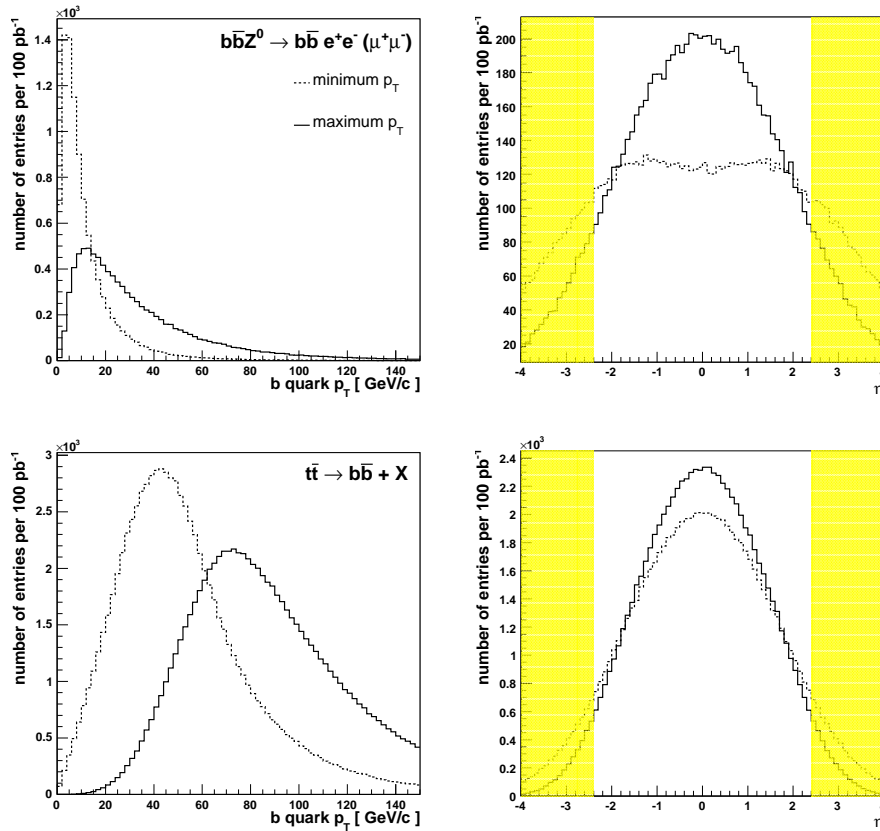 ×10³
1.4
1.2
1
0.8
0.6
0.4
0.2
0
0 20 40 60 80 100 120 140
number of entries per 100 pb⁻¹
b quark p_T [ GeV/c ]
bb̄Z⁰ → bb̄ e⁺e⁻ (μ⁺μ⁻)
minimum p_T
maximum p_T
200
180
160
140
120
100
80
60
40
20
-4 -3 -2 -1 0 1 2 3 4
number of entries per 100 pb⁻¹
×10³
3
2.5
2
1.5
1
0.5
0
0 20 40 60 80 100 120 140
number of entries per 100 pb⁻¹
b quark p_T [ GeV/c ]
tt̄ → bb̄ + X
×10³
2.4
2.2
2
1.8
1.6
1.4
1.2
1
0.8
0.6
0.4
0.2
0
-4 -3 -2 -1 0 1 2 3 4
number of entries per 100 pb⁻¹